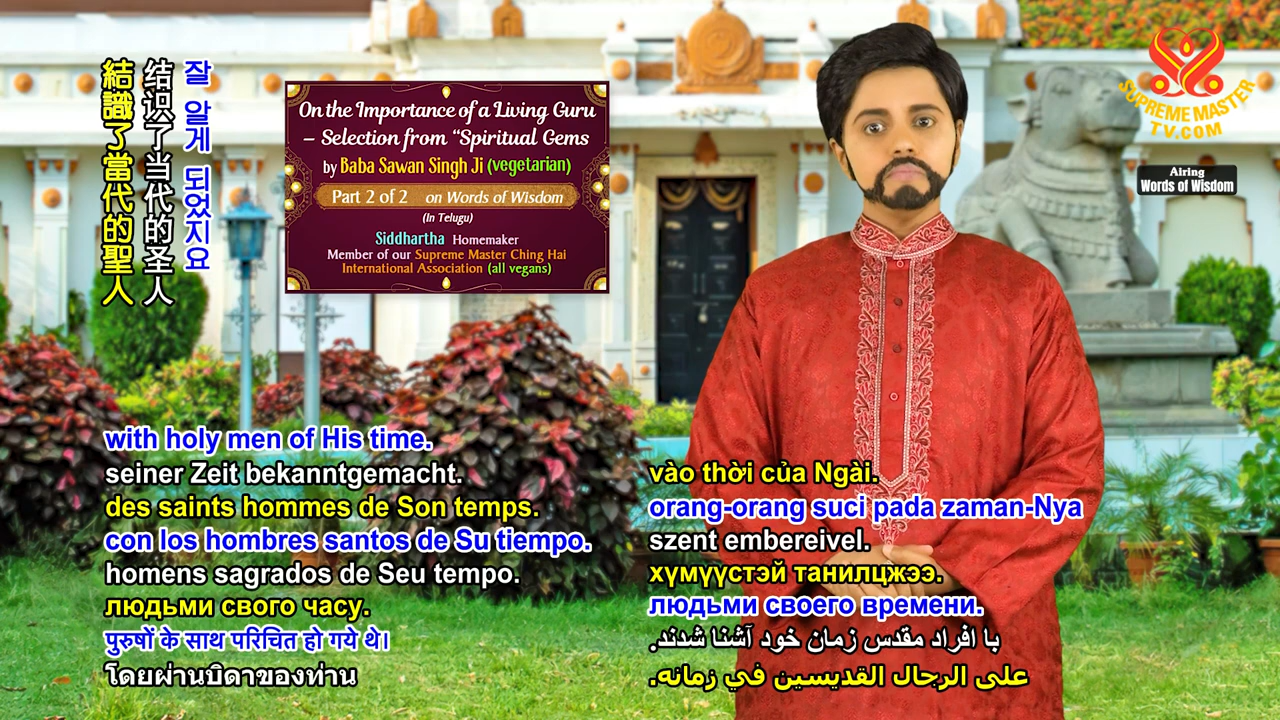 잘 알게 되었지요
结识了当代的圣人
結識了當代的聖人
On the Importance of a Living Guru
– Selection from “Spiritual Gems
by Baba Sawan Singh Ji (vegetarian)
Part 2 of 2 on Words of Wisdom
(In Telugu)
Siddhartha Homemaker
Member of our Supreme Master Ching Hai
International Association (all vegans)
SUPREME MASTER
TV.COM
Airing
Words of Wisdom
with holy men of His time.
seiner Zeit bekanntgemacht.
des saints hommes de Son temps.
con los hombres santos de Su tiempo.
homens sagrados de Seu tempo.
людьми свого часу.
पुरुषों के साथ परिचित हो गये थे।
โดยผ่านบิดาของท่าน
vào thời của Ngài.
orang-orang suci pada zaman-Nya
szent embereivel.
хүмүүстэй танилцжээ.
людьми своего времени.
با افراد مقدس زمان خود آشنا شدند.
على الرجال القديسين في زمانه.